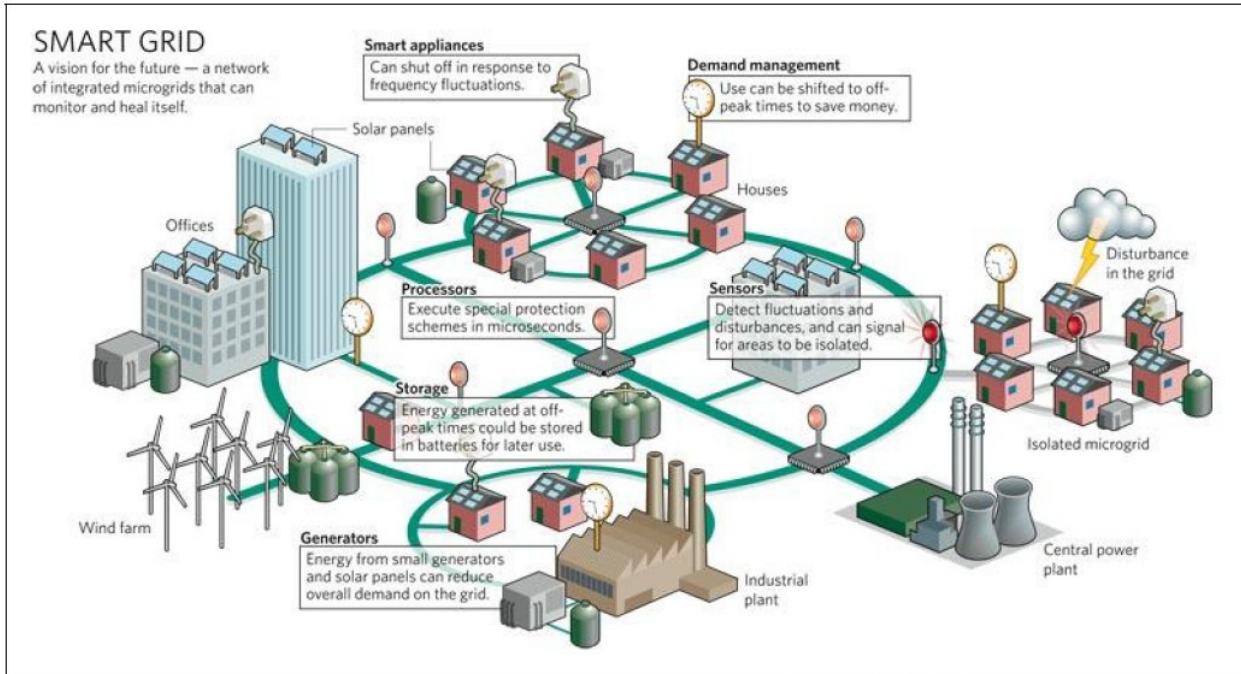 SMART GRID
A vision for the future — a network
of integrated microgrids that can
monitor and heal itself.
Smart appliances
Can shut off in response to
frequency fluctuations.
Demand management
Use can be shifted to off-
peak times to save money.
Solar panels
Houses
Offices
Disturbance
in the grid
Processors
Execute special protection
schemes in microseconds.
Sensors
Detect fluctuations and
disturbances, and can signal
for areas to be isolated.
Storage
Energy generated at off-
peak times could be stored
in batteries for later use.
Isolated microgrid
Wind farm
Generators
Energy from small generators
and solar panels can reduce
overall demand on the grid.
Industrial
plant
Central power
plant